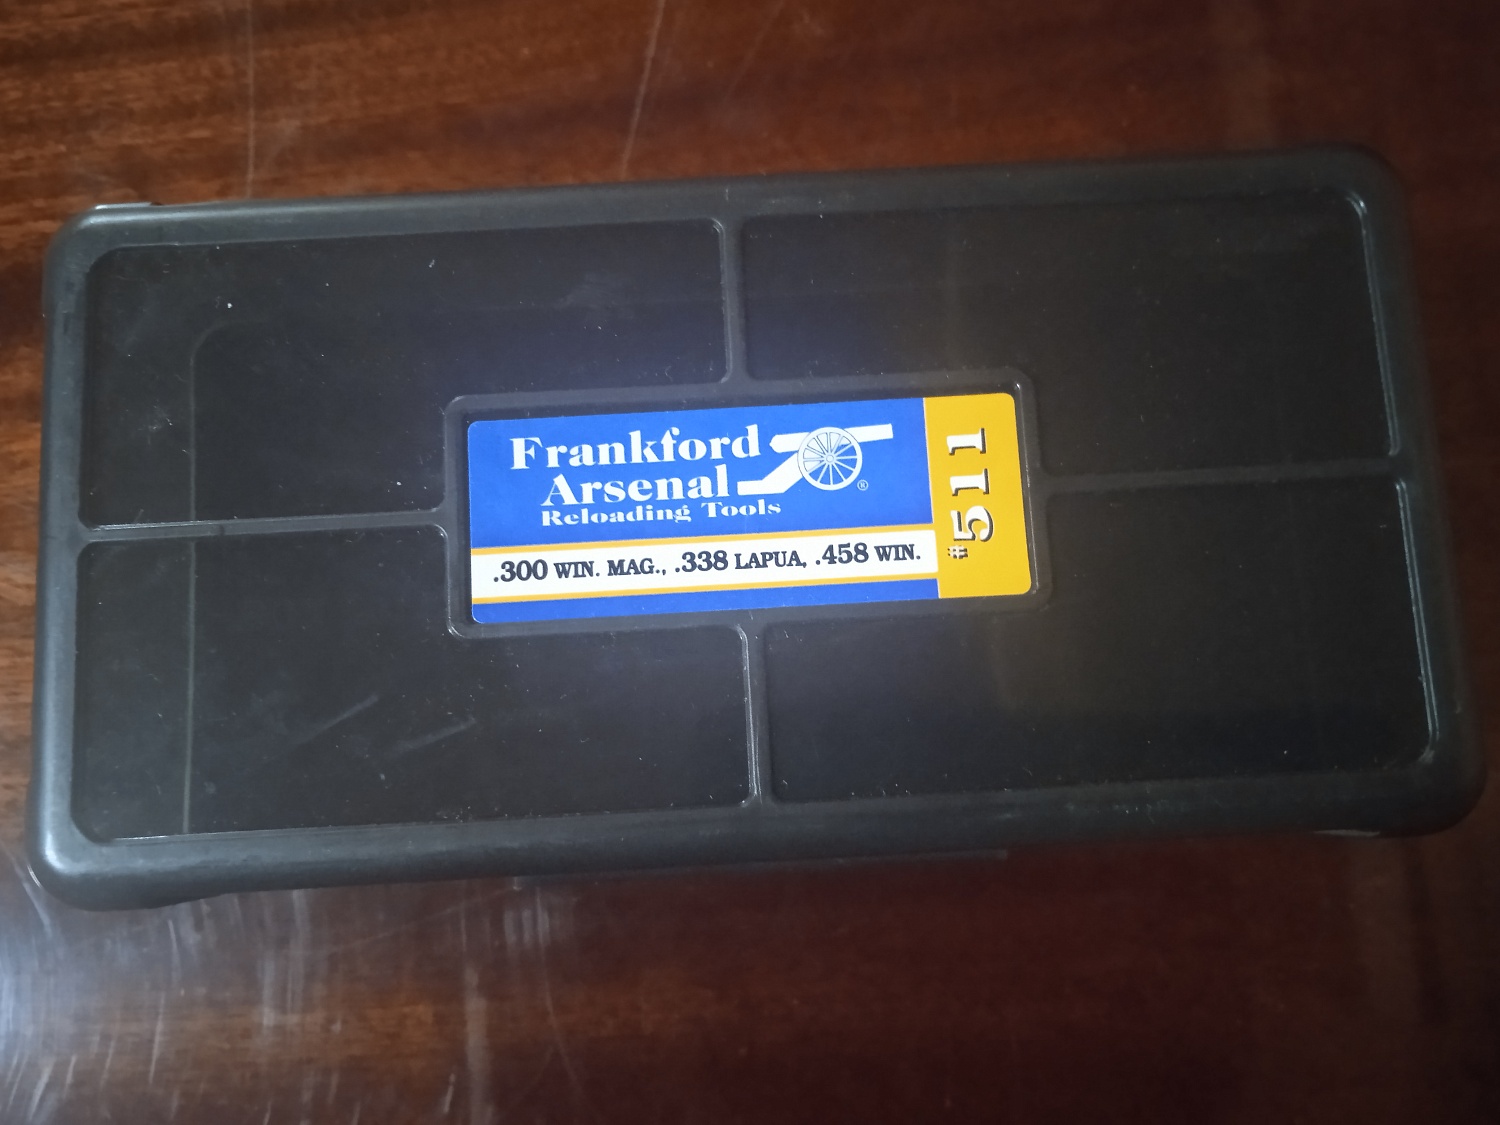 Frankford
Arsenal
®
Reloading Tools
.300 WIN. MAG., .338 LAPUA, .458 WIN.
#511